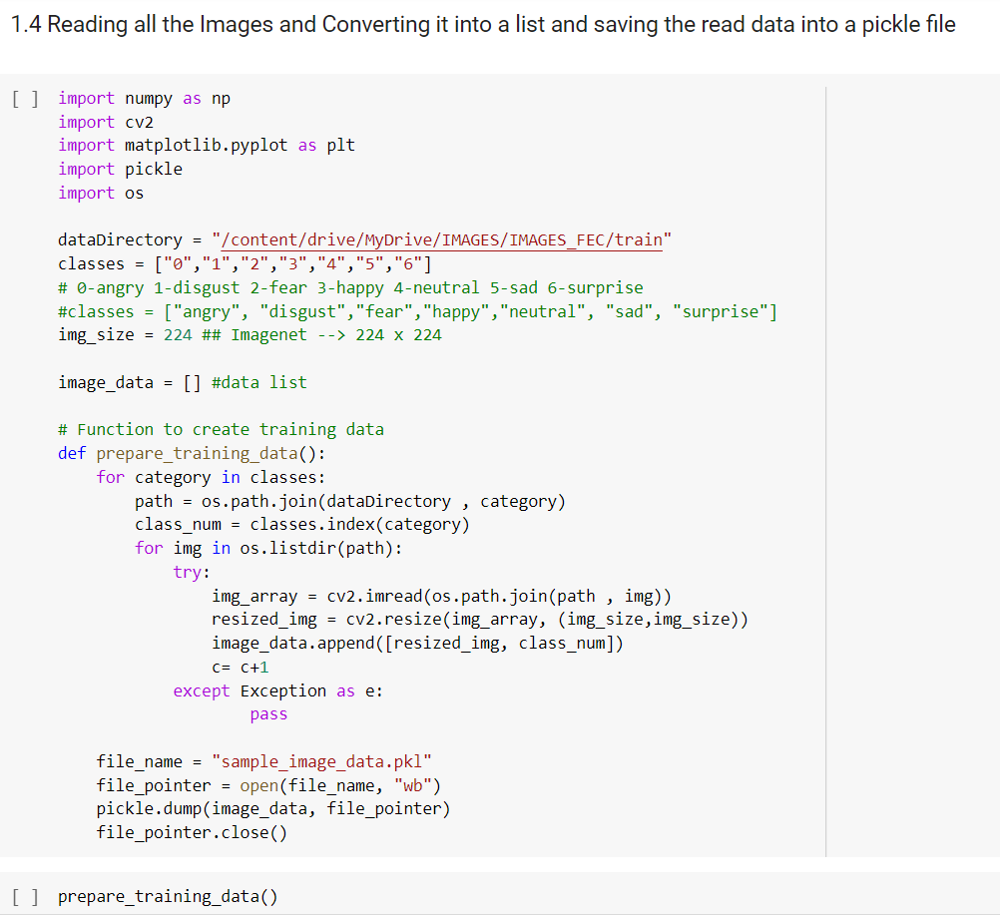 1.4 Reading all the Images and Converting it into a list and saving the read data into a pickle file
[ ] import numpy as np
import cv2
import matplotlib.pyplot as plt
import pickle
import os
dataDirectory = "/content/drive/MyDrive/IMAGES/IMAGES_FEC/train"
classes = ["0","1","2","3","4","5","6"]
# 0-angry 1-disgust 2-fear 3-happy 4-neutral 5-sad 6-surprise
#classes = ["angry", "disgust","fear","happy","neutral", "sad", "surprise"]
img_size = 224 ## Imagenet --> 224 x 224
image_data = [] #data list
# Function to create training data
def prepare_training_data():
for category in classes:
path = os.path.join(dataDirectory , category)
class_num = classes.index(category)
for img in os.listdir(path):
try:
img_array = cv2.imread(os.path.join(path , img))
resized_img = cv2.resize(img_array, (img_size,img_size))
image_data.append([resized_img, class_num])
c= c+1
except Exception as e:
pass
file_name = "sample_image_data.pkl"
file_pointer = open(file_name, "wb")
pickle.dump(image_data, file_pointer)
file_pointer.close()
[ ] prepare_training_data()